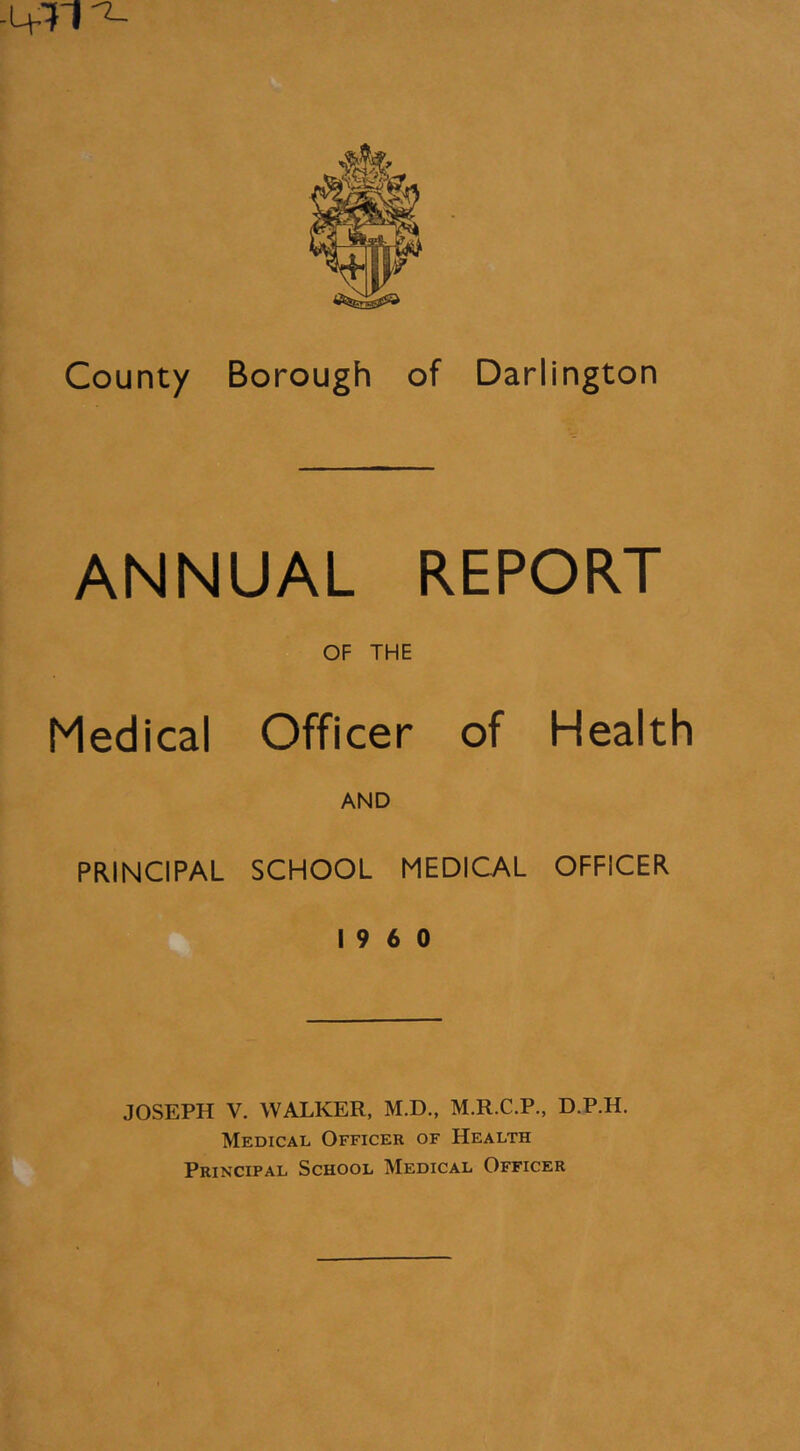 County Borough of Darlington
ANNUAL REPORT
OF THE
Medical Officer of Health
AND
PRINCIPAL SCHOOL MEDICAL OFFICER
1960
JOSEPH V. WALKER, M.D., M.R.C.P., D.P.H.
Medical Officer of Health
Principal School Medical Officer